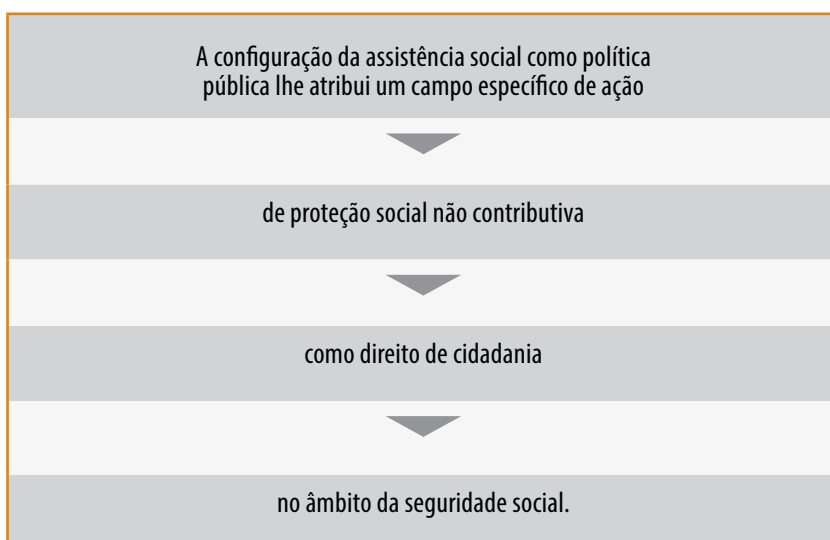 A configuração da assistência social como política
pública lhe atribui um campo específico de ação
de proteção social não contributiva
como direito de cidadania
no âmbito da seguridade social.